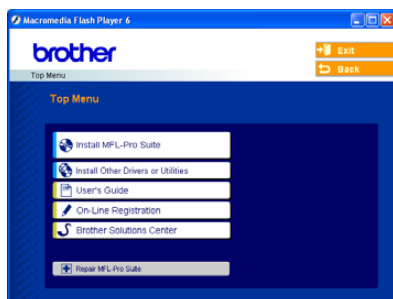 Macromedia Flash Player 6
brother
Exit
Back
Top Menu
Top Menu
Install MFL-Pro Suite
Install Other Drivers or Utilities
User's Guide
On-Line Registration
Brother Solutions Center
Repair MFL-Pro Suite